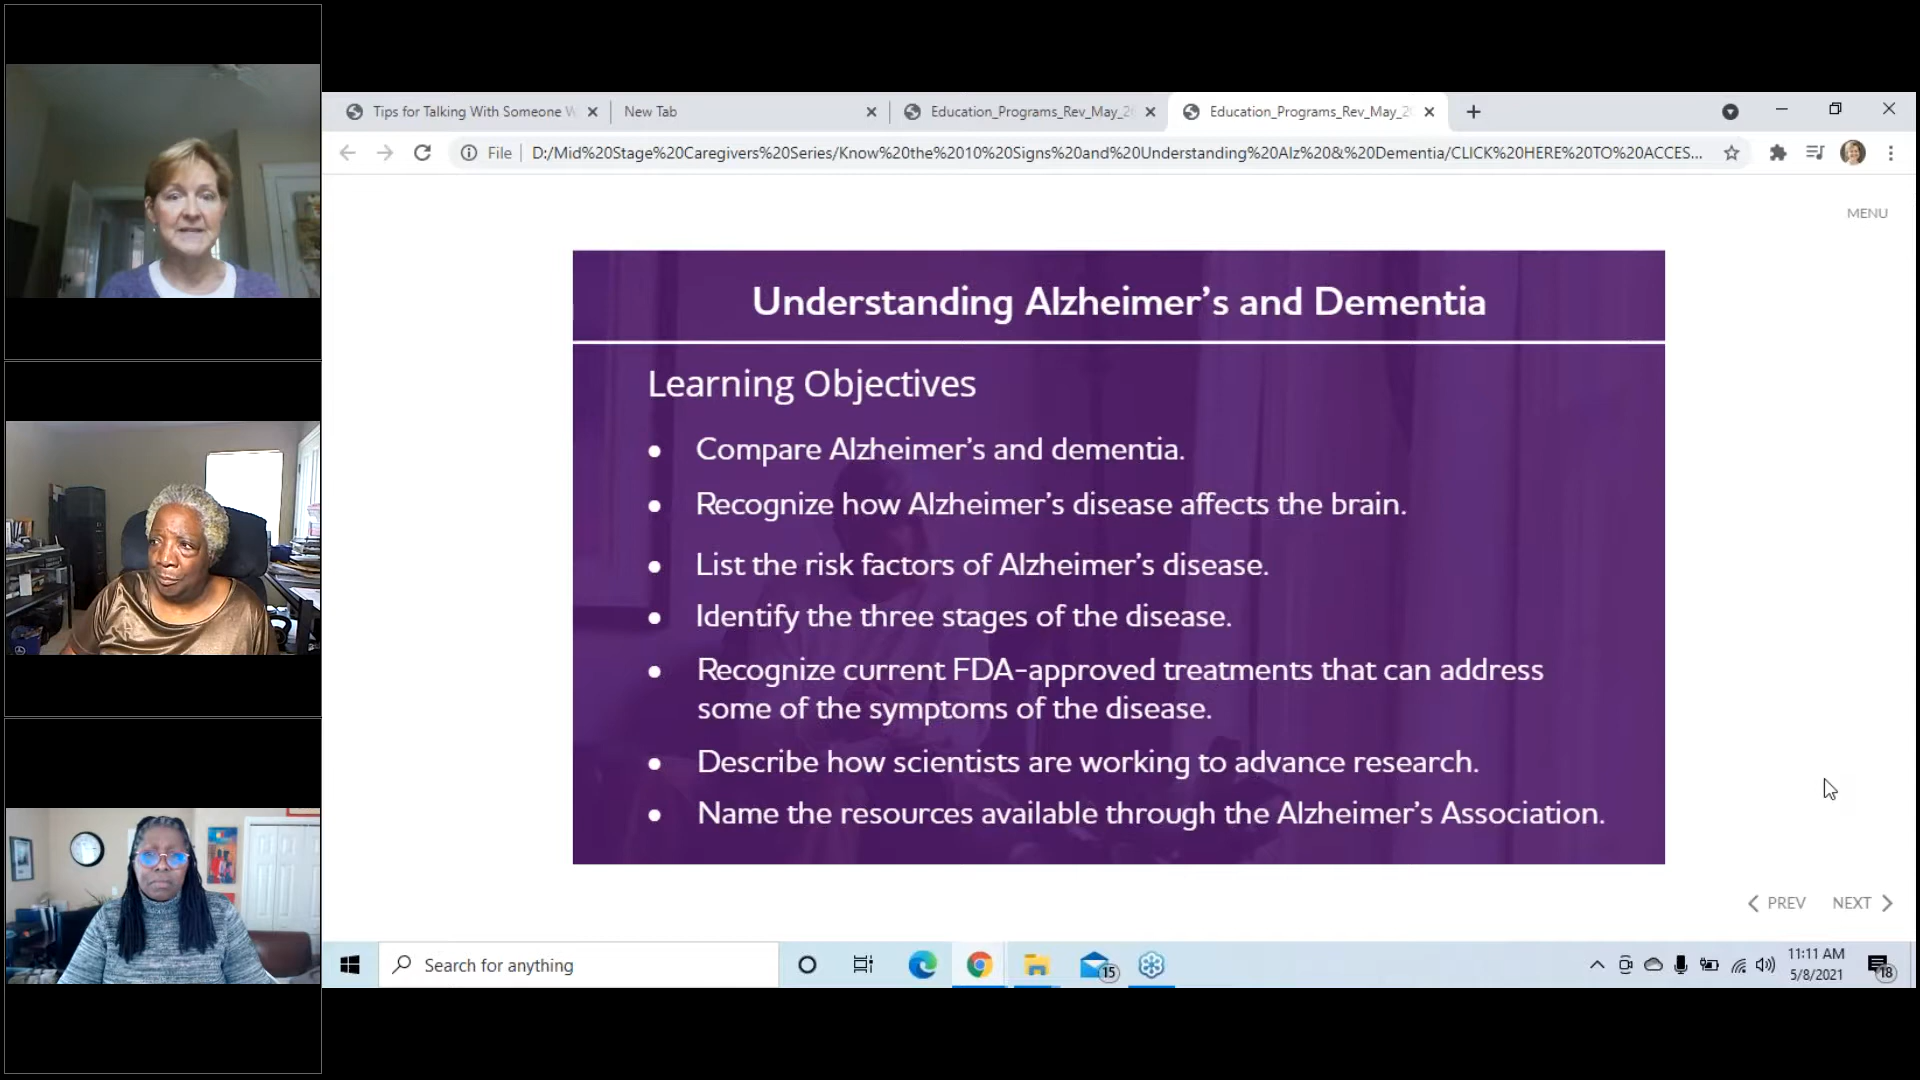 Tips for Talking With Someone W
New Tab
Education_Programs_Rev_May_2
Education_Programs_Rev_May_2
File
D:/Mid%20Stage%20Caregivers%20Series/Know%20the%2010%20Signs%20and%20Understanding%20Alz%20&%20Dementia/CLICK%20HERE%20TO%20ACCES...
MENU
Understanding Alzheimer's and Dementia
Learning Objectives
• Compare Alzheimer's and dementia.
• Recognize how Alzheimer's disease affects the brain.
• List the risk factors of Alzheimer's disease.
• Identify the three stages of the disease.
• Recognize current FDA-approved treatments that can address
some of the symptoms of the disease.
• Describe how scientists are working to advance research.
• Name the resources available through the Alzheimer's Association.
PREV NEXT
Search for anything
15
11:11 AM
5/8/2021
18